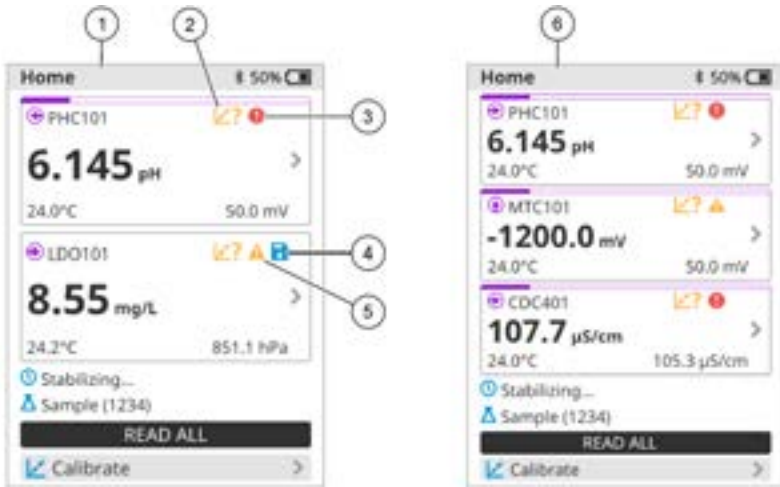 1
2
Home
50%
PHC101
?
!
3
6.145 pH
24.0°C 50.0 mV
LDO101
?
4
8.55 mg/L
5
24.2°C 851.1 hPa
Stabilizing...
Sample (1234)
READ ALL
Calibrate
6
Home
50%
PHC101
?
!
6.145 pH
24.0°C 50.0 mV
MTC101
?
-1200.0 mV
24.0°C 50.0 mV
CDC401
?
!
107.7 µS/cm
24.0°C 105.3 µS/cm
Stabilizing...
Sample (1234)
READ ALL
Calibrate